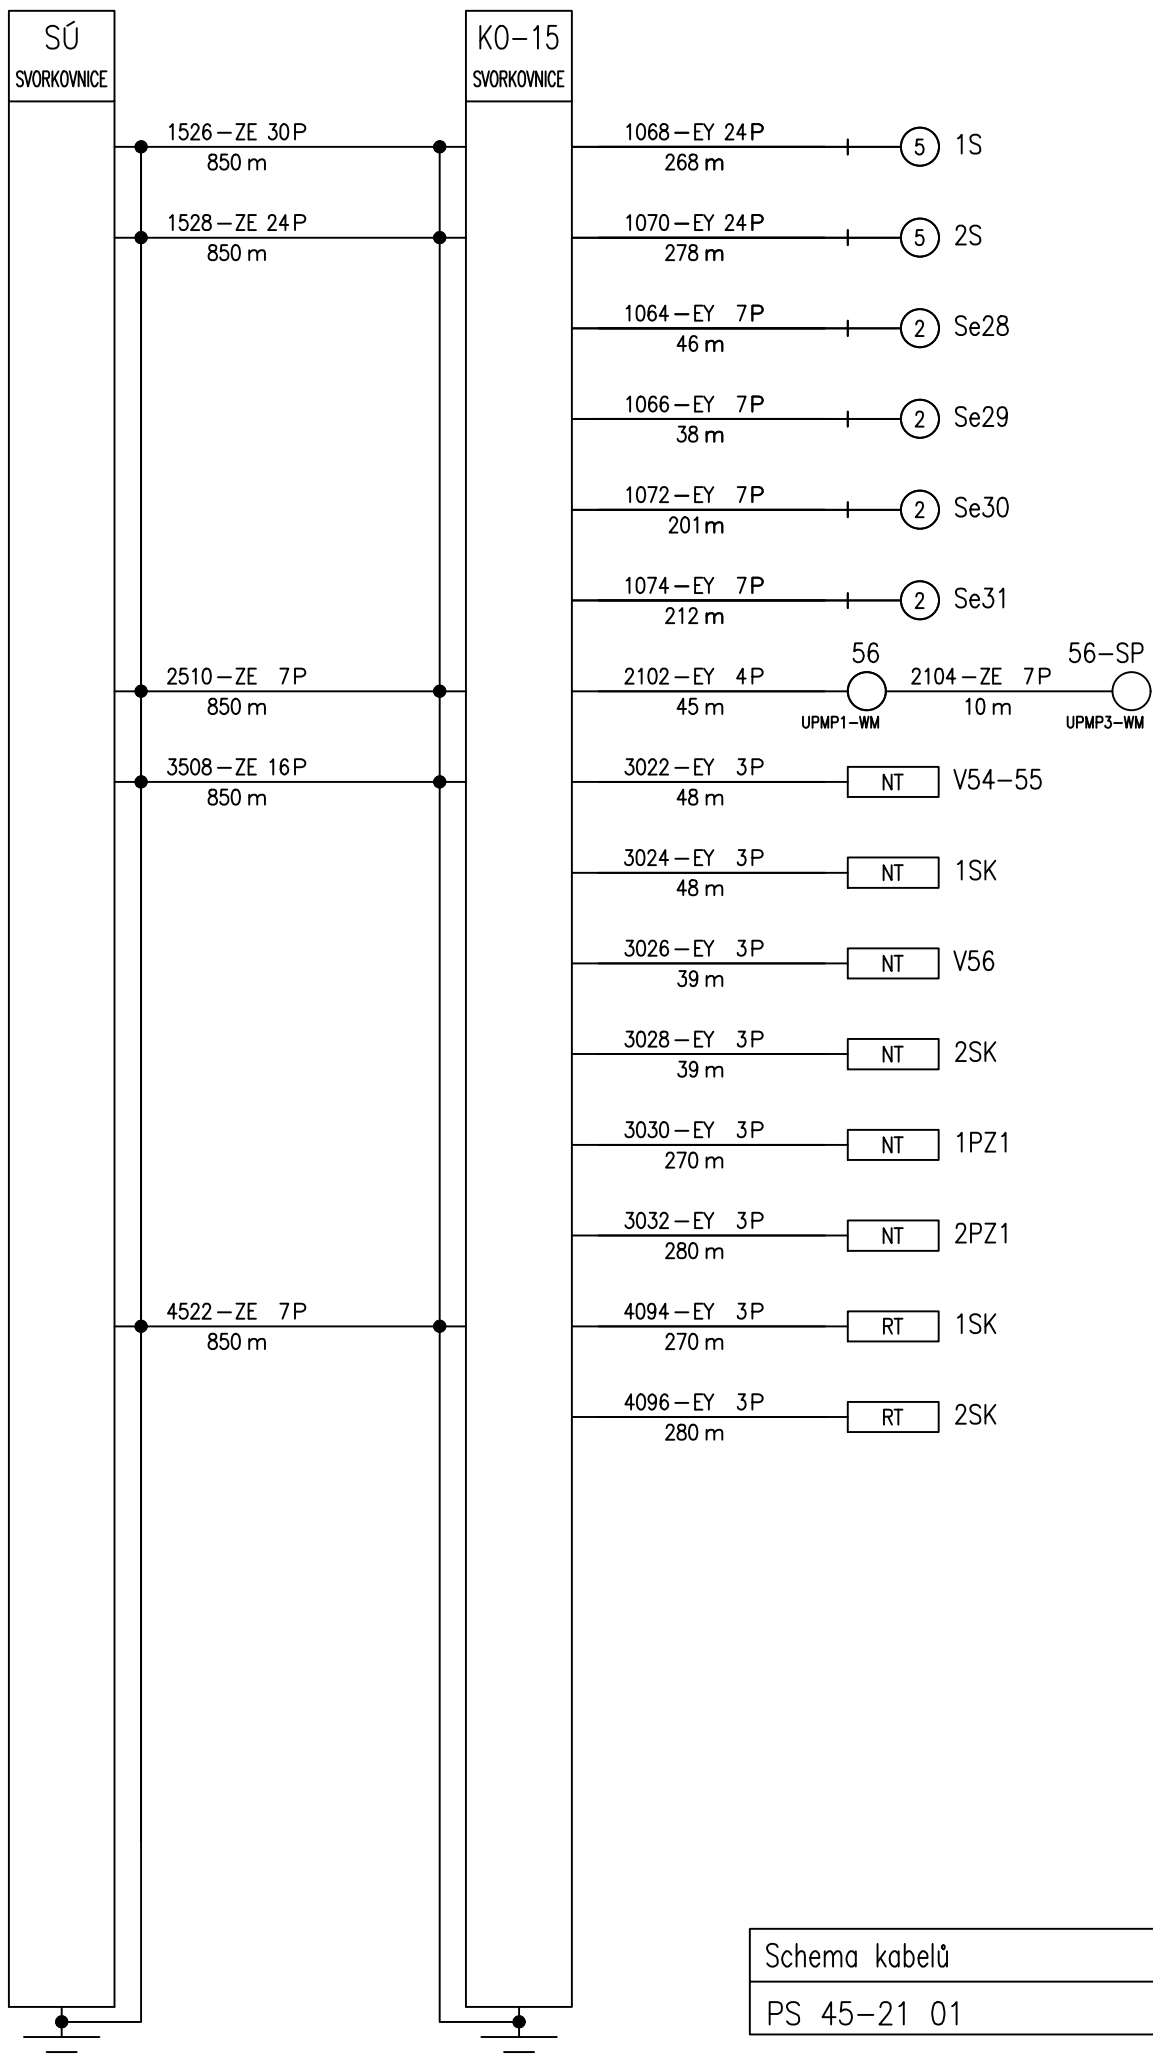 SÚ
SVORKOVNICE
KO-15
SVORKOVNICE
1526-ZE 30P
850 m
1068-EY 24P
268 m
5
1S
1528-ZE 24P
850 m
1070-EY 24P
278 m
5
2S
1064-EY 7P
46 m
2
Se28
1066-EY 7P
38 m
2
Se29
1072-EY 7P
201 m
2
Se30
1074-EY 7P
212 m
2
Se31
2510-ZE 7P
850 m
2102-EY 4P
45 m
56
UPMP1-WM
2104-ZE 7P
10 m
56-SP
UPMP3-WM
3508-ZE 16P
850 m
3022-EY 3P
48 m
NT
V54-55
3024-EY 3P
48 m
NT
1SK
3026-EY 3P
39 m
NT
V56
3028-EY 3P
39 m
NT
2SK
3030-EY 3P
270 m
NT
1PZ1
3032-EY 3P
280 m
NT
2PZ1
4522-ZE 7P
850 m
4094-EY 3P
270 m
RT
1SK
4096-EY 3P
280 m
RT
2SK
Schema kabelů
PS 45-21 01